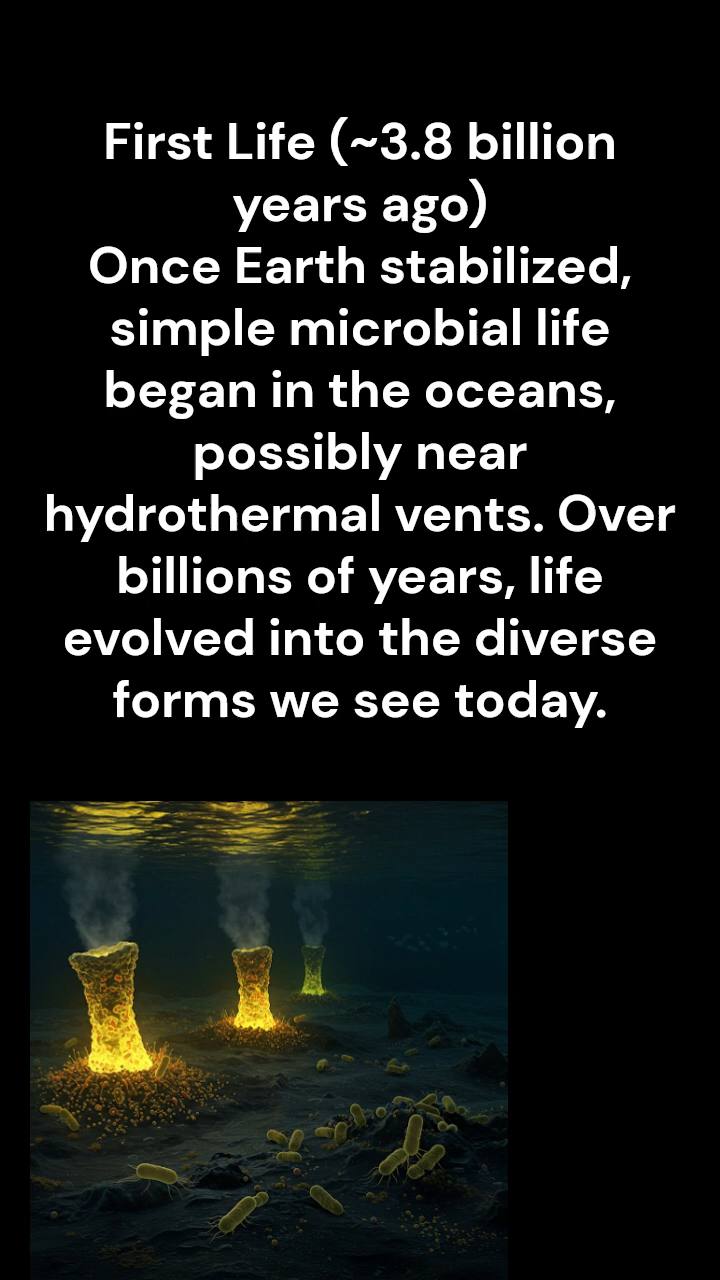 First Life (~3.8 billion
years ago)
Once Earth stabilized,
simple microbial life
began in the oceans,
possibly near
hydrothermal vents. Over
billions of years, life
evolved into the diverse
forms we see today.